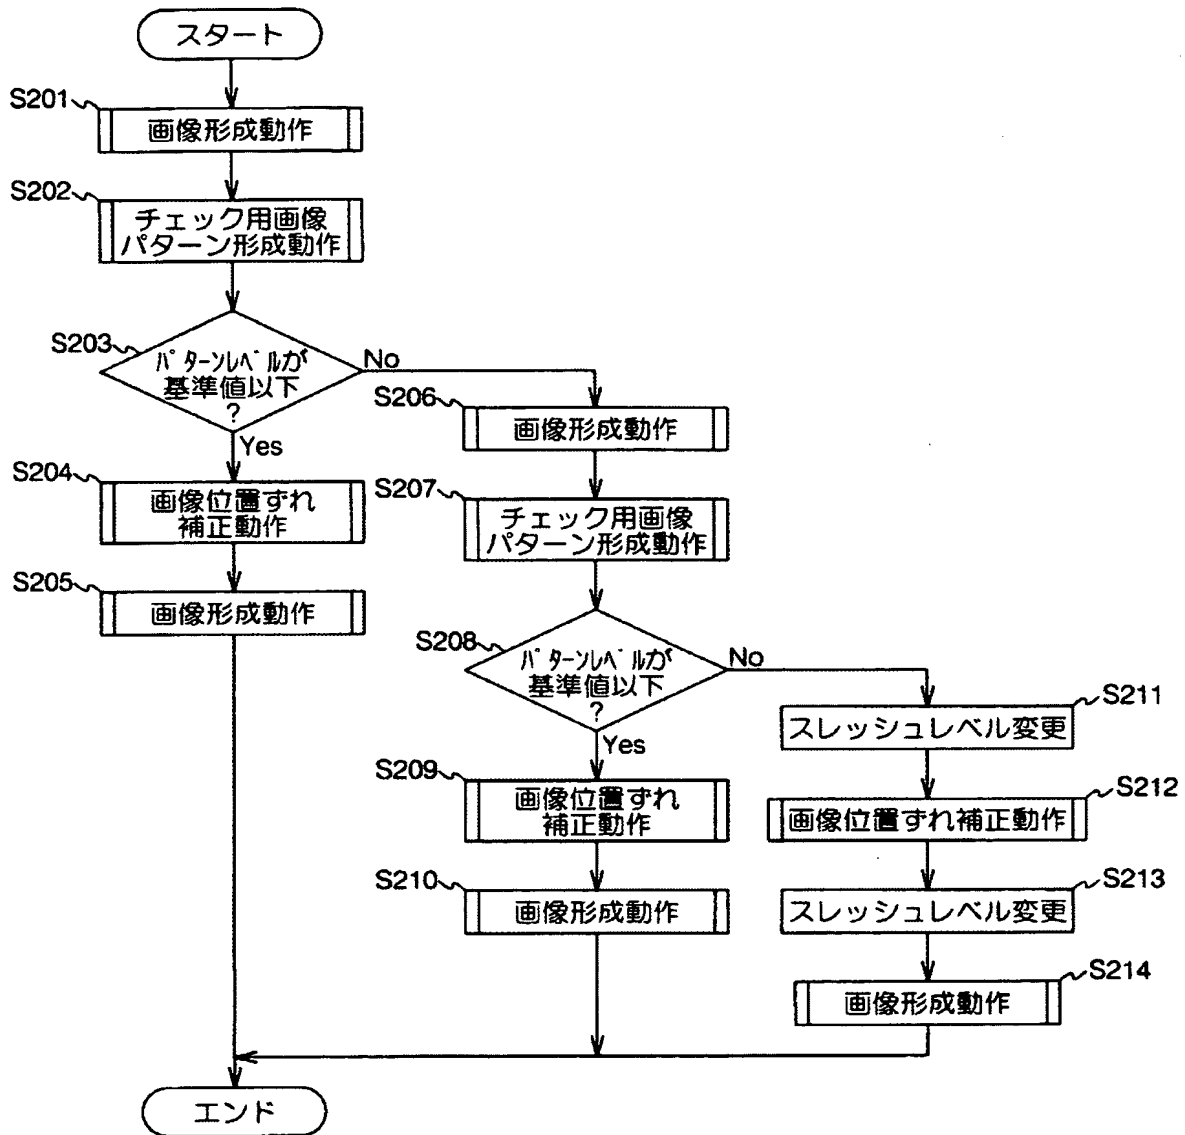 スタート
S201
画像形成動作
S202
チェック用画像
パターン形成動作
S203
パターンレベルが
基準値以下
?
No
Yes
S204
画像位置ずれ
補正動作
S205
画像形成動作
S206
画像形成動作
S207
チェック用画像
パターン形成動作
S208
パターンレベルが
基準値以下
?
No
Yes
S209
画像位置ずれ
補正動作
S210
画像形成動作
S211
スレッシュレベル変更
S212
画像位置ずれ補正動作
S213
スレッシュレベル変更
S214
画像形成動作
エンド